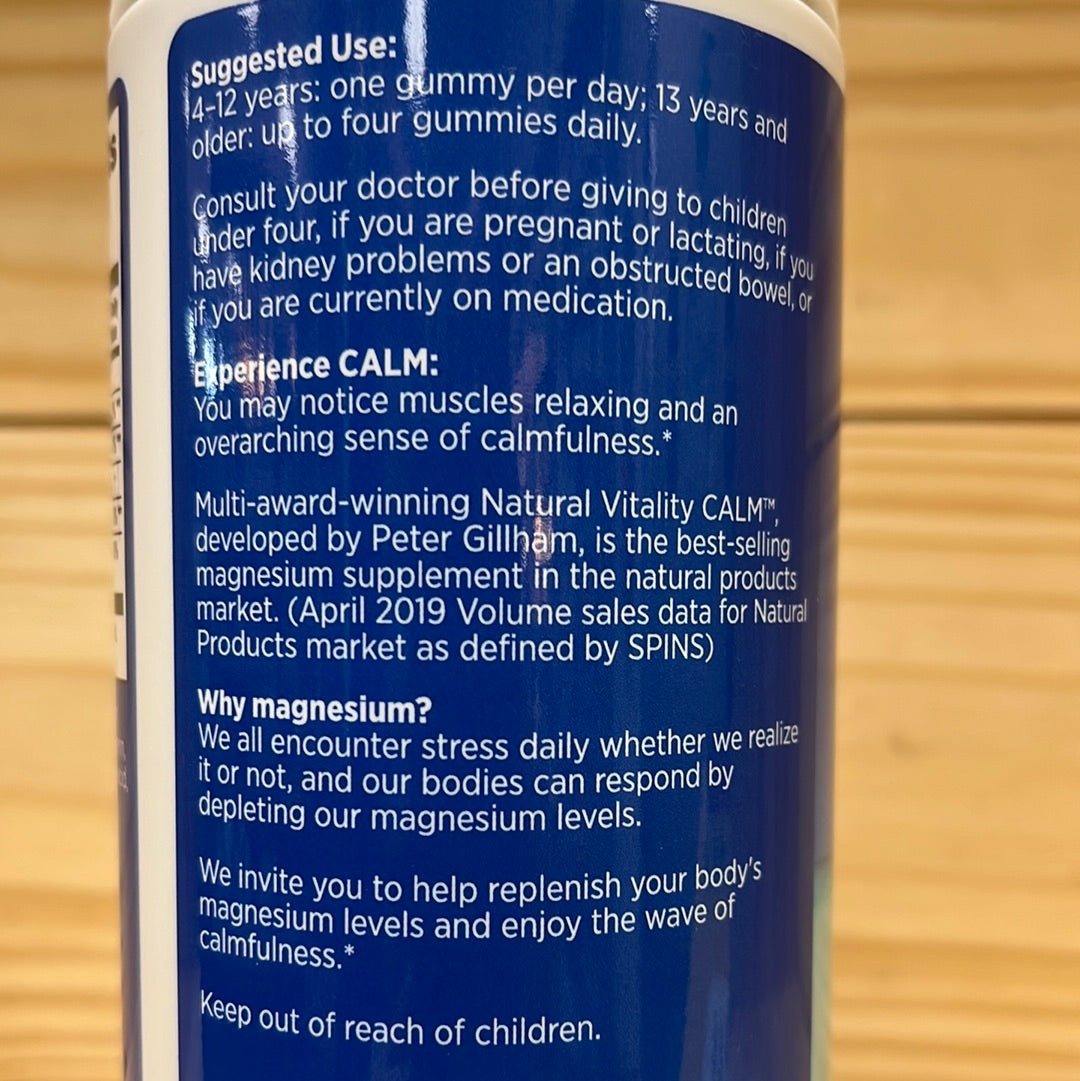 Suggested Use:
4-12 years: one gummy per day; 13 years and
older: up to four gummies daily.
Consult your doctor before giving to children
under four, if you are pregnant or lactating, if you
have kidney problems or an obstructed bowel, or
if you are currently on medication.
Experience CALM:
You may notice muscles relaxing and an
overarching sense of calmfulness.*
Multi-award-winning Natural Vitality CALM™,
developed by Peter Gillham, is the best-selling
magnesium supplement in the natural products
market. (April 2019 Volume sales data for Natural
Products market as defined by SPINS)
Why magnesium?
We all encounter stress daily whether we realize
it or not, and our bodies can respond by
depleting our magnesium levels.
We invite you to help replenish your body's
magnesium levels and enjoy the wave of
calmfulness.*
Keep out of reach of children.